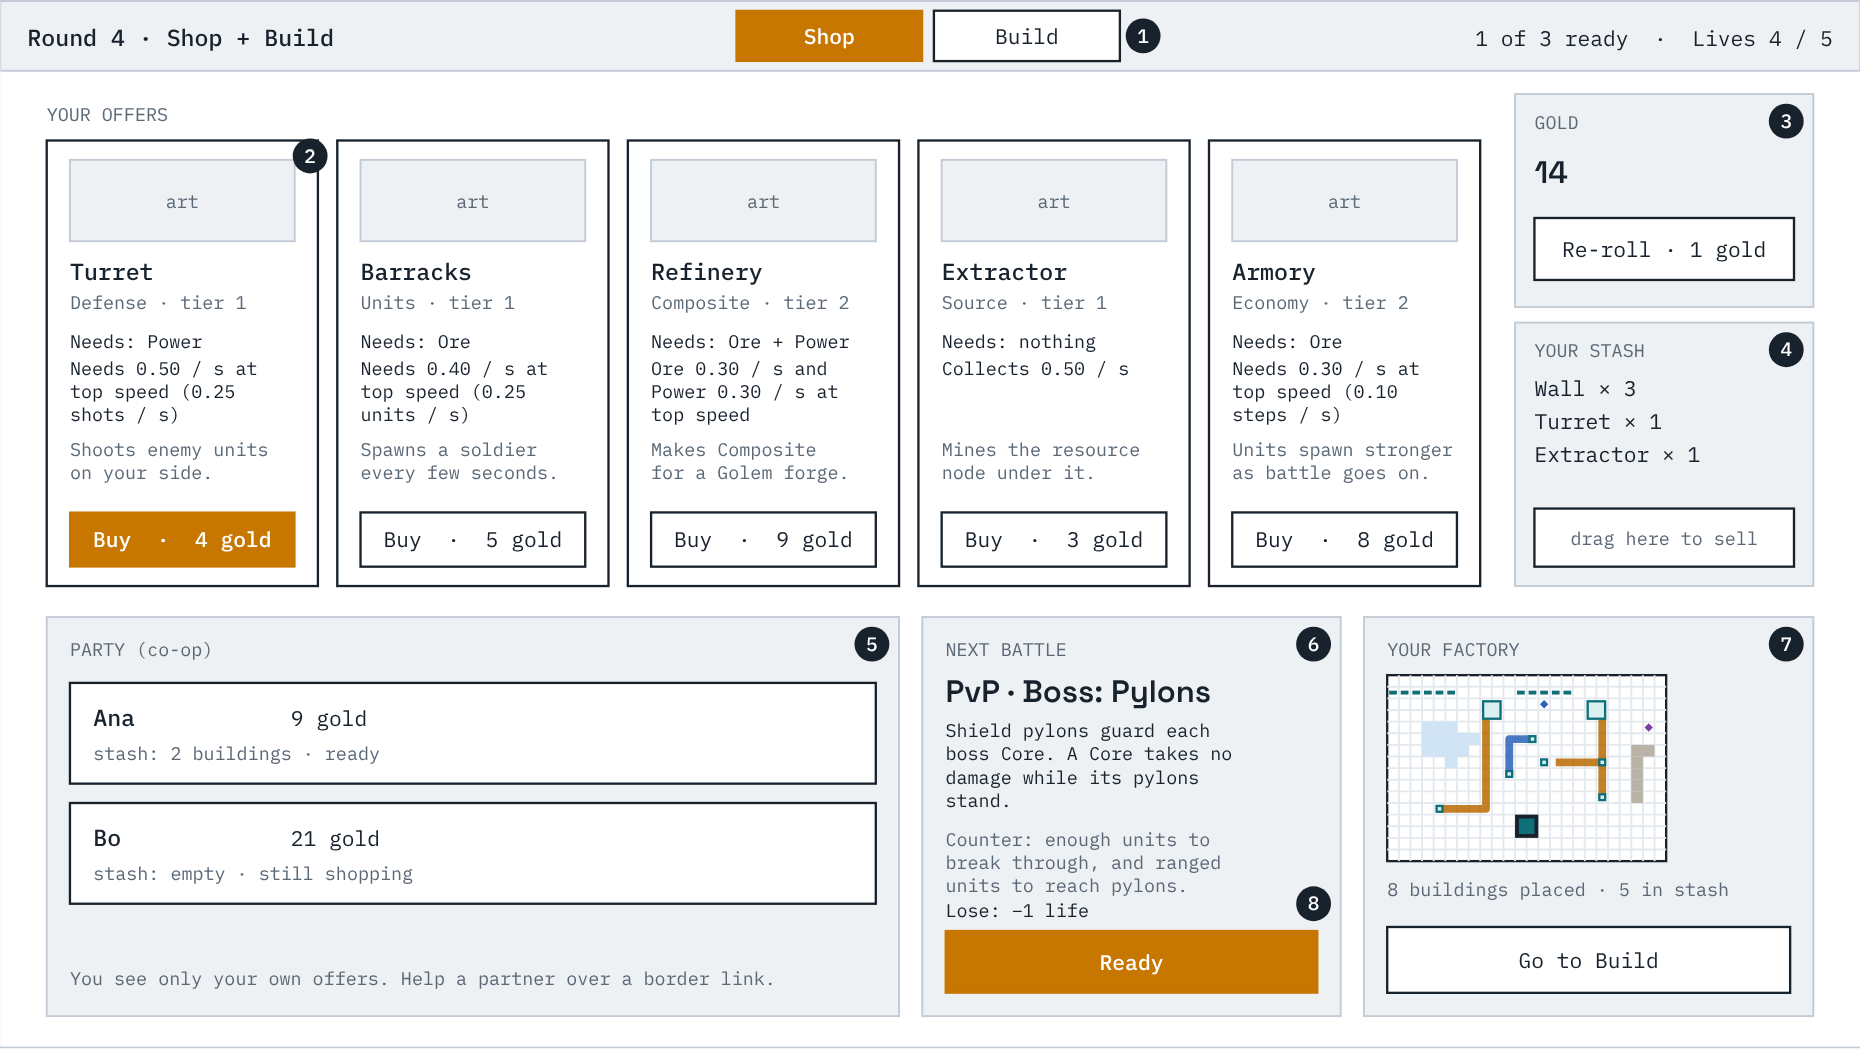 Round 4 · Shop + Build
Shop
Build
1
1 of 3 ready · Lives 4 / 5
YOUR OFFERS
2
art
Turret
Defense · tier 1
Needs: Power
Needs 0.50 / s at
top speed (0.25
shots / s)
Shoots enemy units
on your side.
Buy · 4 gold
art
Barracks
Units · tier 1
Needs: Ore
Needs 0.40 / s at
top speed (0.25
units / s)
Spawns a soldier
every few seconds.
Buy · 5 gold
art
Refinery
Composite · tier 2
Needs: Ore + Power
Ore 0.30 / s and
Power 0.30 / s at
top speed
Makes Composite
for a Golem forge.
Buy · 9 gold
art
Extractor
Source · tier 1
Needs: nothing
Collects 0.50 / s
Mines the resource
node under it.
Buy · 3 gold
art
Armory
Economy · tier 2
Needs: Ore
Needs 0.30 / s at
top speed (0.10
steps / s)
Units spawn stronger
as battle goes on.
Buy · 8 gold
GOLD
3
14
Re-roll · 1 gold
YOUR STASH
4
Wall × 3
Turret × 1
Extractor × 1
drag here to sell
PARTY (co-op)
5
Ana 9 gold
stash: 2 buildings · ready
Bo 21 gold
stash: empty · still shopping
You see only your own offers. Help a partner over a border link.
NEXT BATTLE
6
PvP · Boss: Pylons
Shield pylons guard each
boss Core. A Core takes no
damage while its pylons
stand.
Counter: enough units to
break through, and ranged
units to reach pylons.
Lose: −1 life
8
Ready
YOUR FACTORY
7
8 buildings placed · 5 in stash
Go to Build